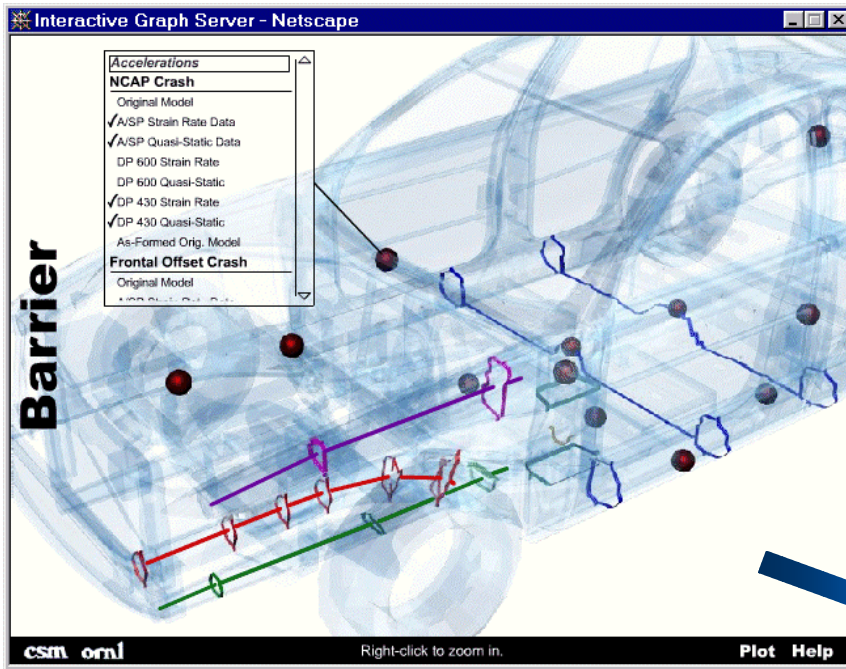 Interactive Graph Server - Netscape
Accelerations
NCAP Crash
Original Model
✓A/SP Strain Rate Data
✓A/SP Quasi-Static Data
DP 600 Strain Rate
DP 600 Quasi-Static
✓DP 430 Strain Rate
✓DP 430 Quasi-Static
As-Formed Orig. Model
Frontal Offset Crash
Original Model
Barrier
csm ornl
Right-click to zoom in.
Plot Help